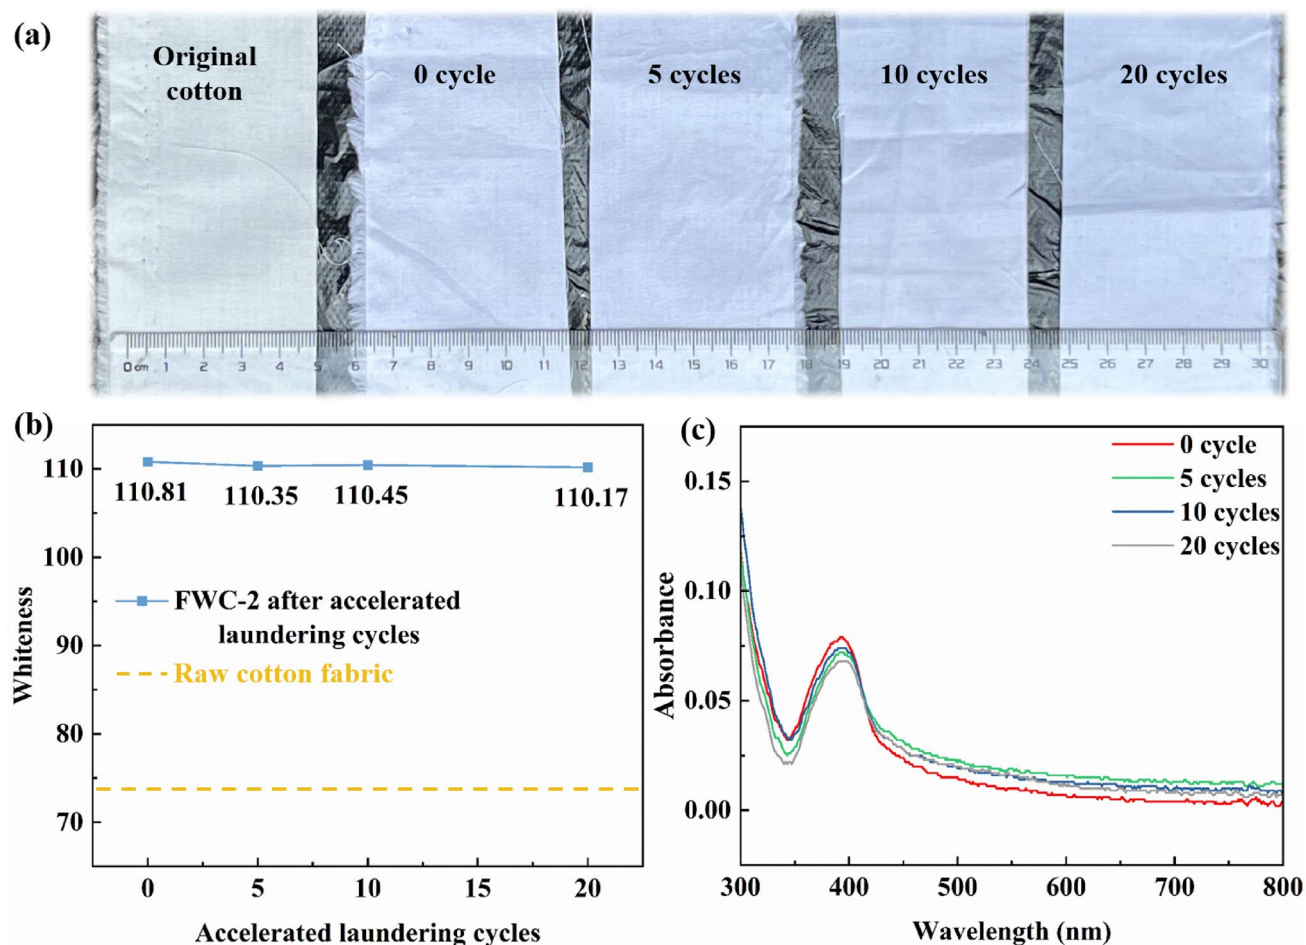 (a)
Original
cotton
0 cycle
5 cycles
10 cycles
20 cycles
0 cm 1 2 3 4 5 6 7 8 9 10 11 12 13 14 15 16 17 18 19 20 21 22 23 24 25 26 27 28 29 30
(b)
110
100
90
80
70
Whiteness
110.81
110.35
110.45
110.17
FWC-2 after accelerated
laundering cycles
Raw cotton fabric
0 5 10 15 20
Accelerated laundering cycles
(c)
0.15
0.10
0.05
0.00
Absorbance
0 cycle
5 cycles
10 cycles
20 cycles
300 400 500 600 700 800
Wavelength (nm)